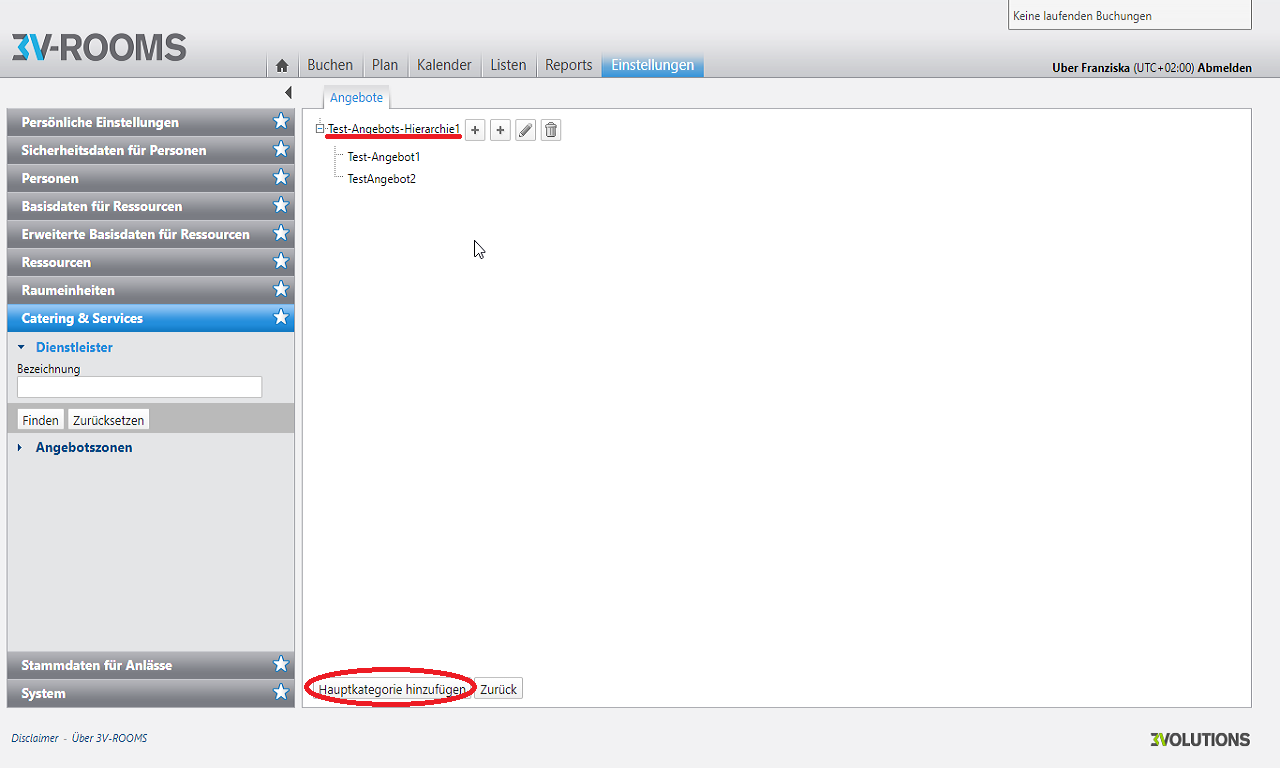 Keine laufenden Buchungen
3V-ROOMS
Buchen Plan Kalender Listen Reports Einstellungen
Uber Franziska (UTC+02:00) Abmelden
Angebote
Persönliche Einstellungen
Sicherheitsdaten für Personen
Personen
Basisdaten für Ressourcen
Erweiterte Basisdaten für Ressourcen
Ressourcen
Raumeinheiten
Catering & Services
Dienstleister
Bezeichnung
Finden Zurücksetzen
Angebotszonen
Stammdaten für Anlässe
System
Test-Angebots-Hierarchie1
Test-Angebot1
TestAngebot2
Hauptkategorie hinzufügen Zurück
Disclaimer - Über 3V-ROOMS
3VOLUTIONS